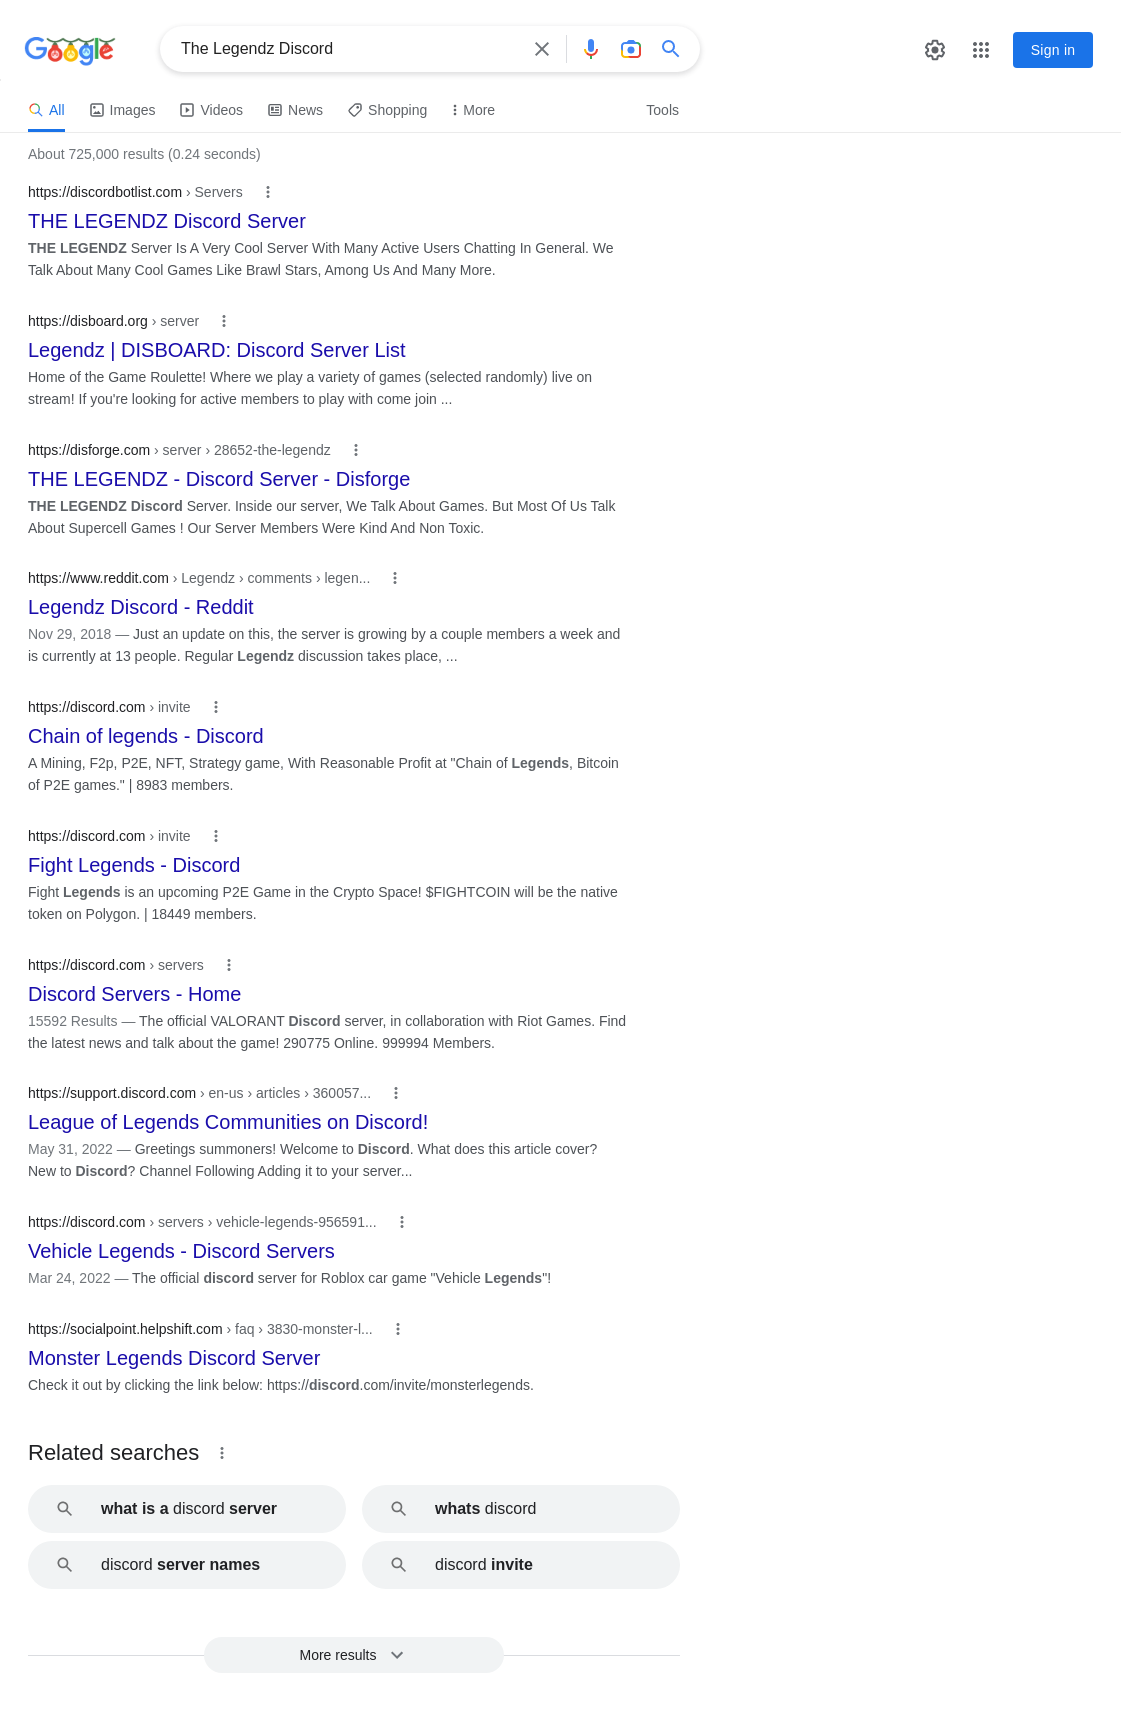 Google
The Legendz Discord
Sign in
All
Images
Videos
News
Shopping
More
Tools
About 725,000 results (0.24 seconds)
https://discordbotlist.com › Servers
THE LEGENDZ Discord Server
THE LEGENDZ Server Is A Very Cool Server With Many Active Users Chatting In General. We
Talk About Many Cool Games Like Brawl Stars, Among Us And Many More.
https://disboard.org › server
Legendz | DISBOARD: Discord Server List
Home of the Game Roulette! Where we play a variety of games (selected randomly) live on
stream! If you're looking for active members to play with come join ...
https://disforge.com › server › 28652-the-legendz
THE LEGENDZ - Discord Server - Disforge
THE LEGENDZ Discord Server. Inside our server, We Talk About Games. But Most Of Us Talk
About Supercell Games ! Our Server Members Were Kind And Non Toxic.
https://www.reddit.com › Legendz › comments › legen...
Legendz Discord - Reddit
Nov 29, 2018 — Just an update on this, the server is growing by a couple members a week and
is currently at 13 people. Regular Legendz discussion takes place, ...
https://discord.com › invite
Chain of legends - Discord
A Mining, F2p, P2E, NFT, Strategy game, With Reasonable Profit at "Chain of Legends, Bitcoin
of P2E games." | 8983 members.
https://discord.com › invite
Fight Legends - Discord
Fight Legends is an upcoming P2E Game in the Crypto Space! $FIGHTCOIN will be the native
token on Polygon. | 18449 members.
https://discord.com › servers
Discord Servers - Home
15592 Results — The official VALORANT Discord server, in collaboration with Riot Games. Find
the latest news and talk about the game! 290775 Online. 999994 Members.
https://support.discord.com › en-us › articles › 360057...
League of Legends Communities on Discord!
May 31, 2022 — Greetings summoners! Welcome to Discord. What does this article cover?
New to Discord? Channel Following Adding it to your server...
https://discord.com › servers › vehicle-legends-956591...
Vehicle Legends - Discord Servers
Mar 24, 2022 — The official discord server for Roblox car game "Vehicle Legends"!
https://socialpoint.helpshift.com › faq › 3830-monster-l...
Monster Legends Discord Server
Check it out by clicking the link below: https://discord.com/invite/monsterlegends.
Related searches
what is a discord server
whats discord
discord server names
discord invite
More results